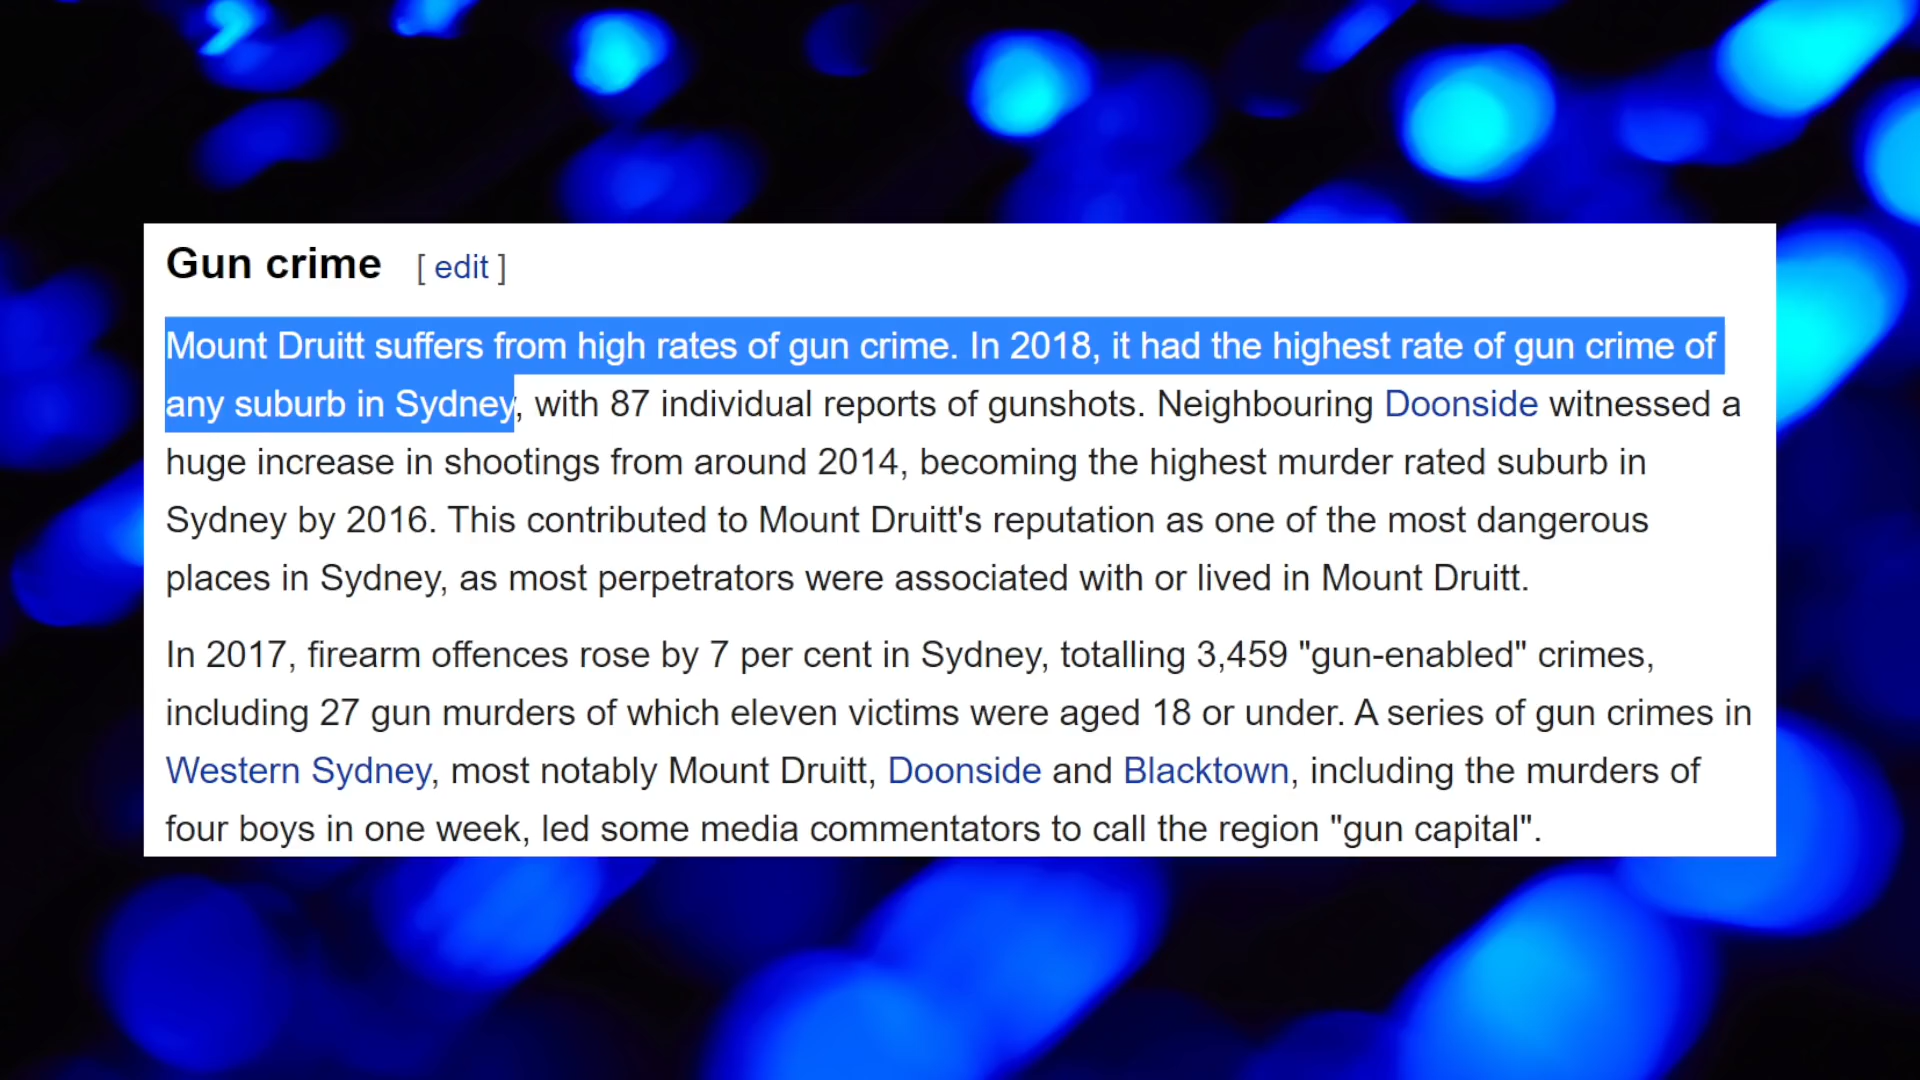 Gun crime [ edit ]
Mount Druitt suffers from high rates of gun crime. In 2018, it had the highest rate of gun crime of
any suburb in Sydney, with 87 individual reports of gunshots. Neighbouring Doonside witnessed a
huge increase in shootings from around 2014, becoming the highest murder rated suburb in
Sydney by 2016. This contributed to Mount Druitt's reputation as one of the most dangerous
places in Sydney, as most perpetrators were associated with or lived in Mount Druitt.
In 2017, firearm offences rose by 7 per cent in Sydney, totalling 3,459 "gun-enabled" crimes,
including 27 gun murders of which eleven victims were aged 18 or under. A series of gun crimes in
Western Sydney, most notably Mount Druitt, Doonside and Blacktown, including the murders of
four boys in one week, led some media commentators to call the region "gun capital".